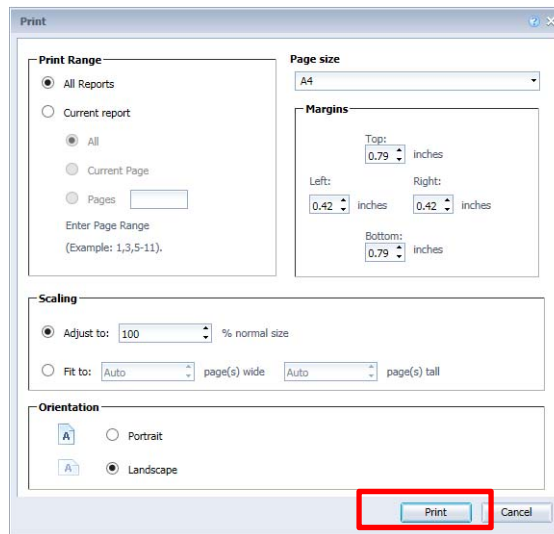 Print
Print Range
All Reports
Current report
All
Current Page
Pages
Enter Page Range
(Example: 1,3,5-11).
Page size
A4
Margins
Top:
0.79 inches
Left: Right:
0.42 inches 0.42 inches
Bottom:
0.79 inches
Scaling
Adjust to: 100 % normal size
Fit to: Auto page(s) wide Auto page(s) tall
Orientation
A Portrait
A Landscape
Print Cancel